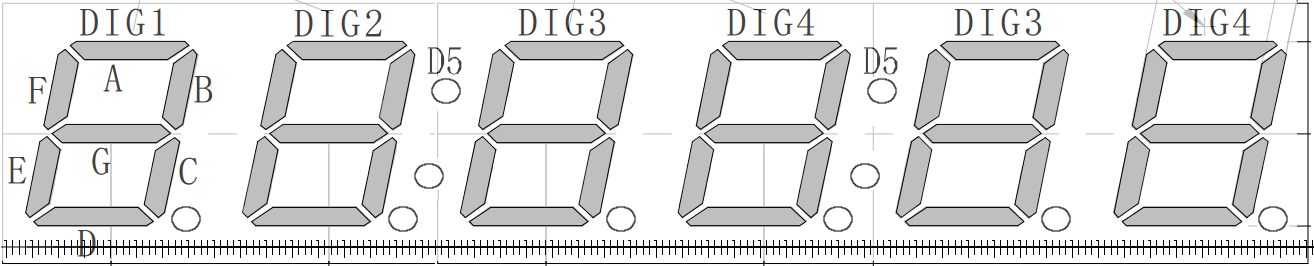 DIG1 DIG2 DIG3 DIG4 DIG3 DIG4
D5 D5
F A B
E G C
D